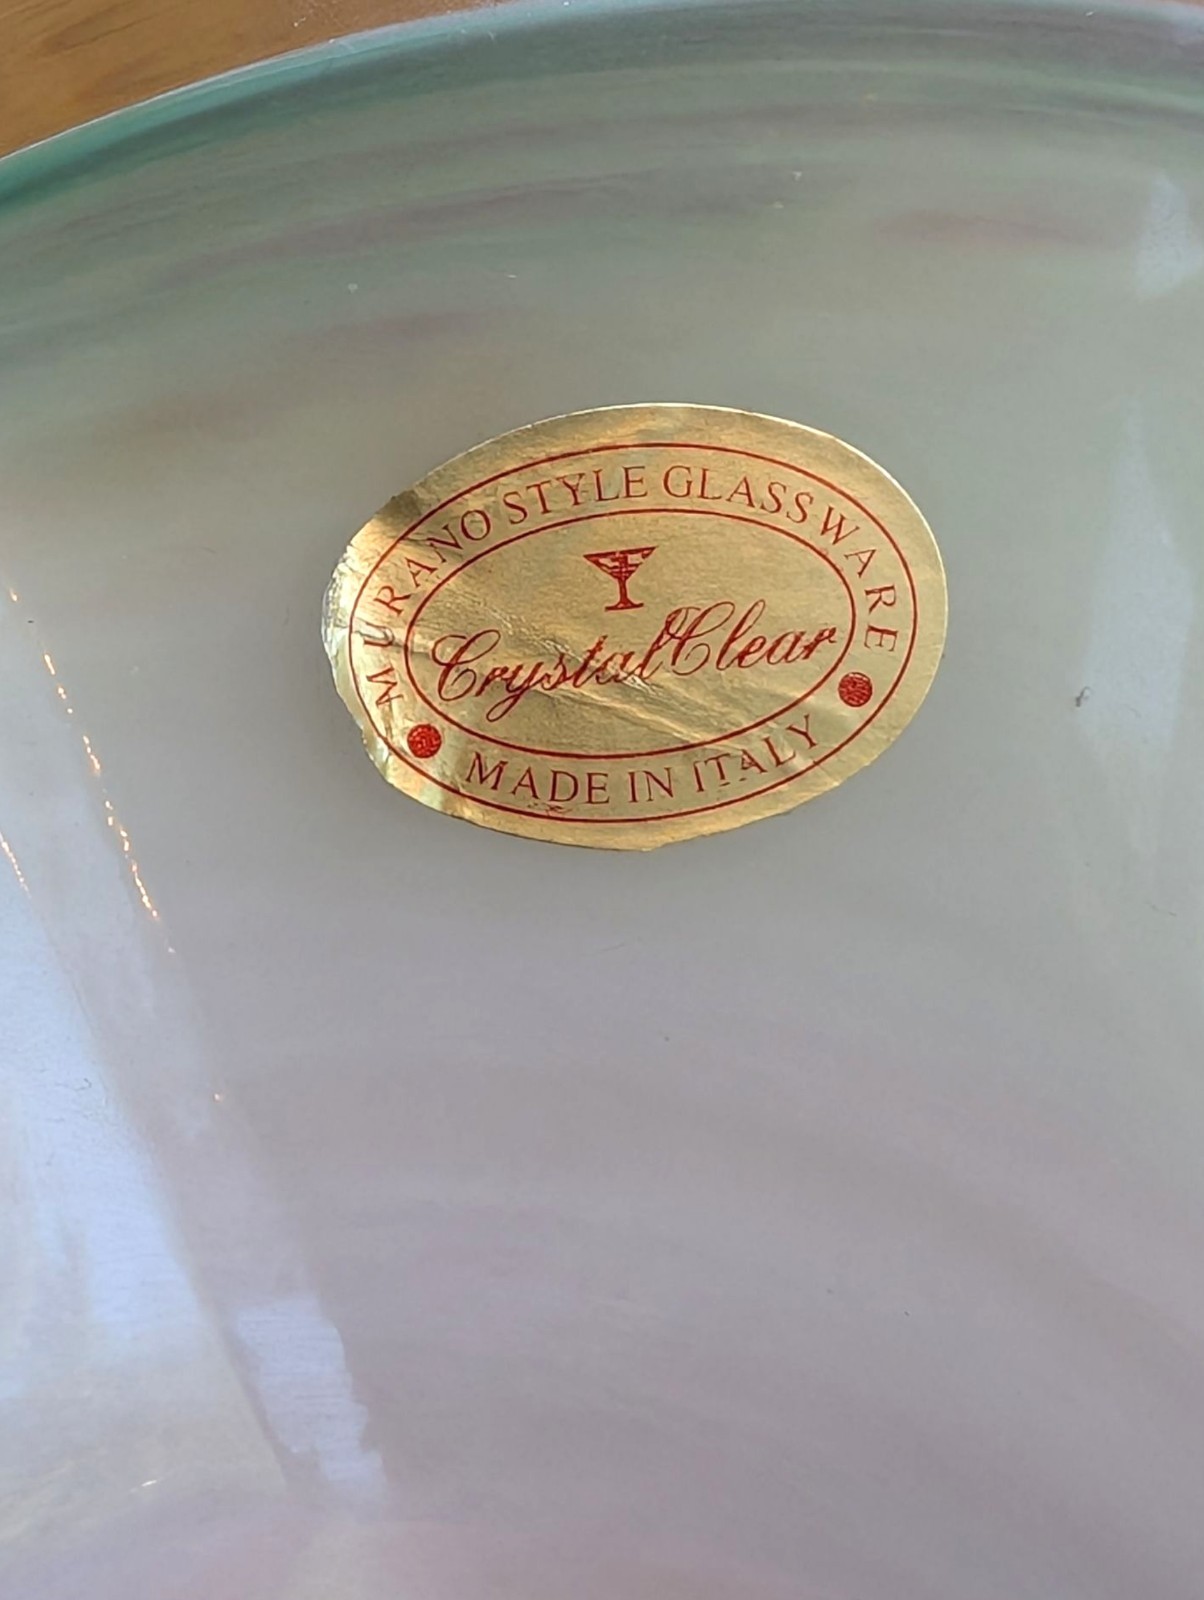 MURANO STYLE GLASSWARE
Crystal Clear
MADE IN ITALY